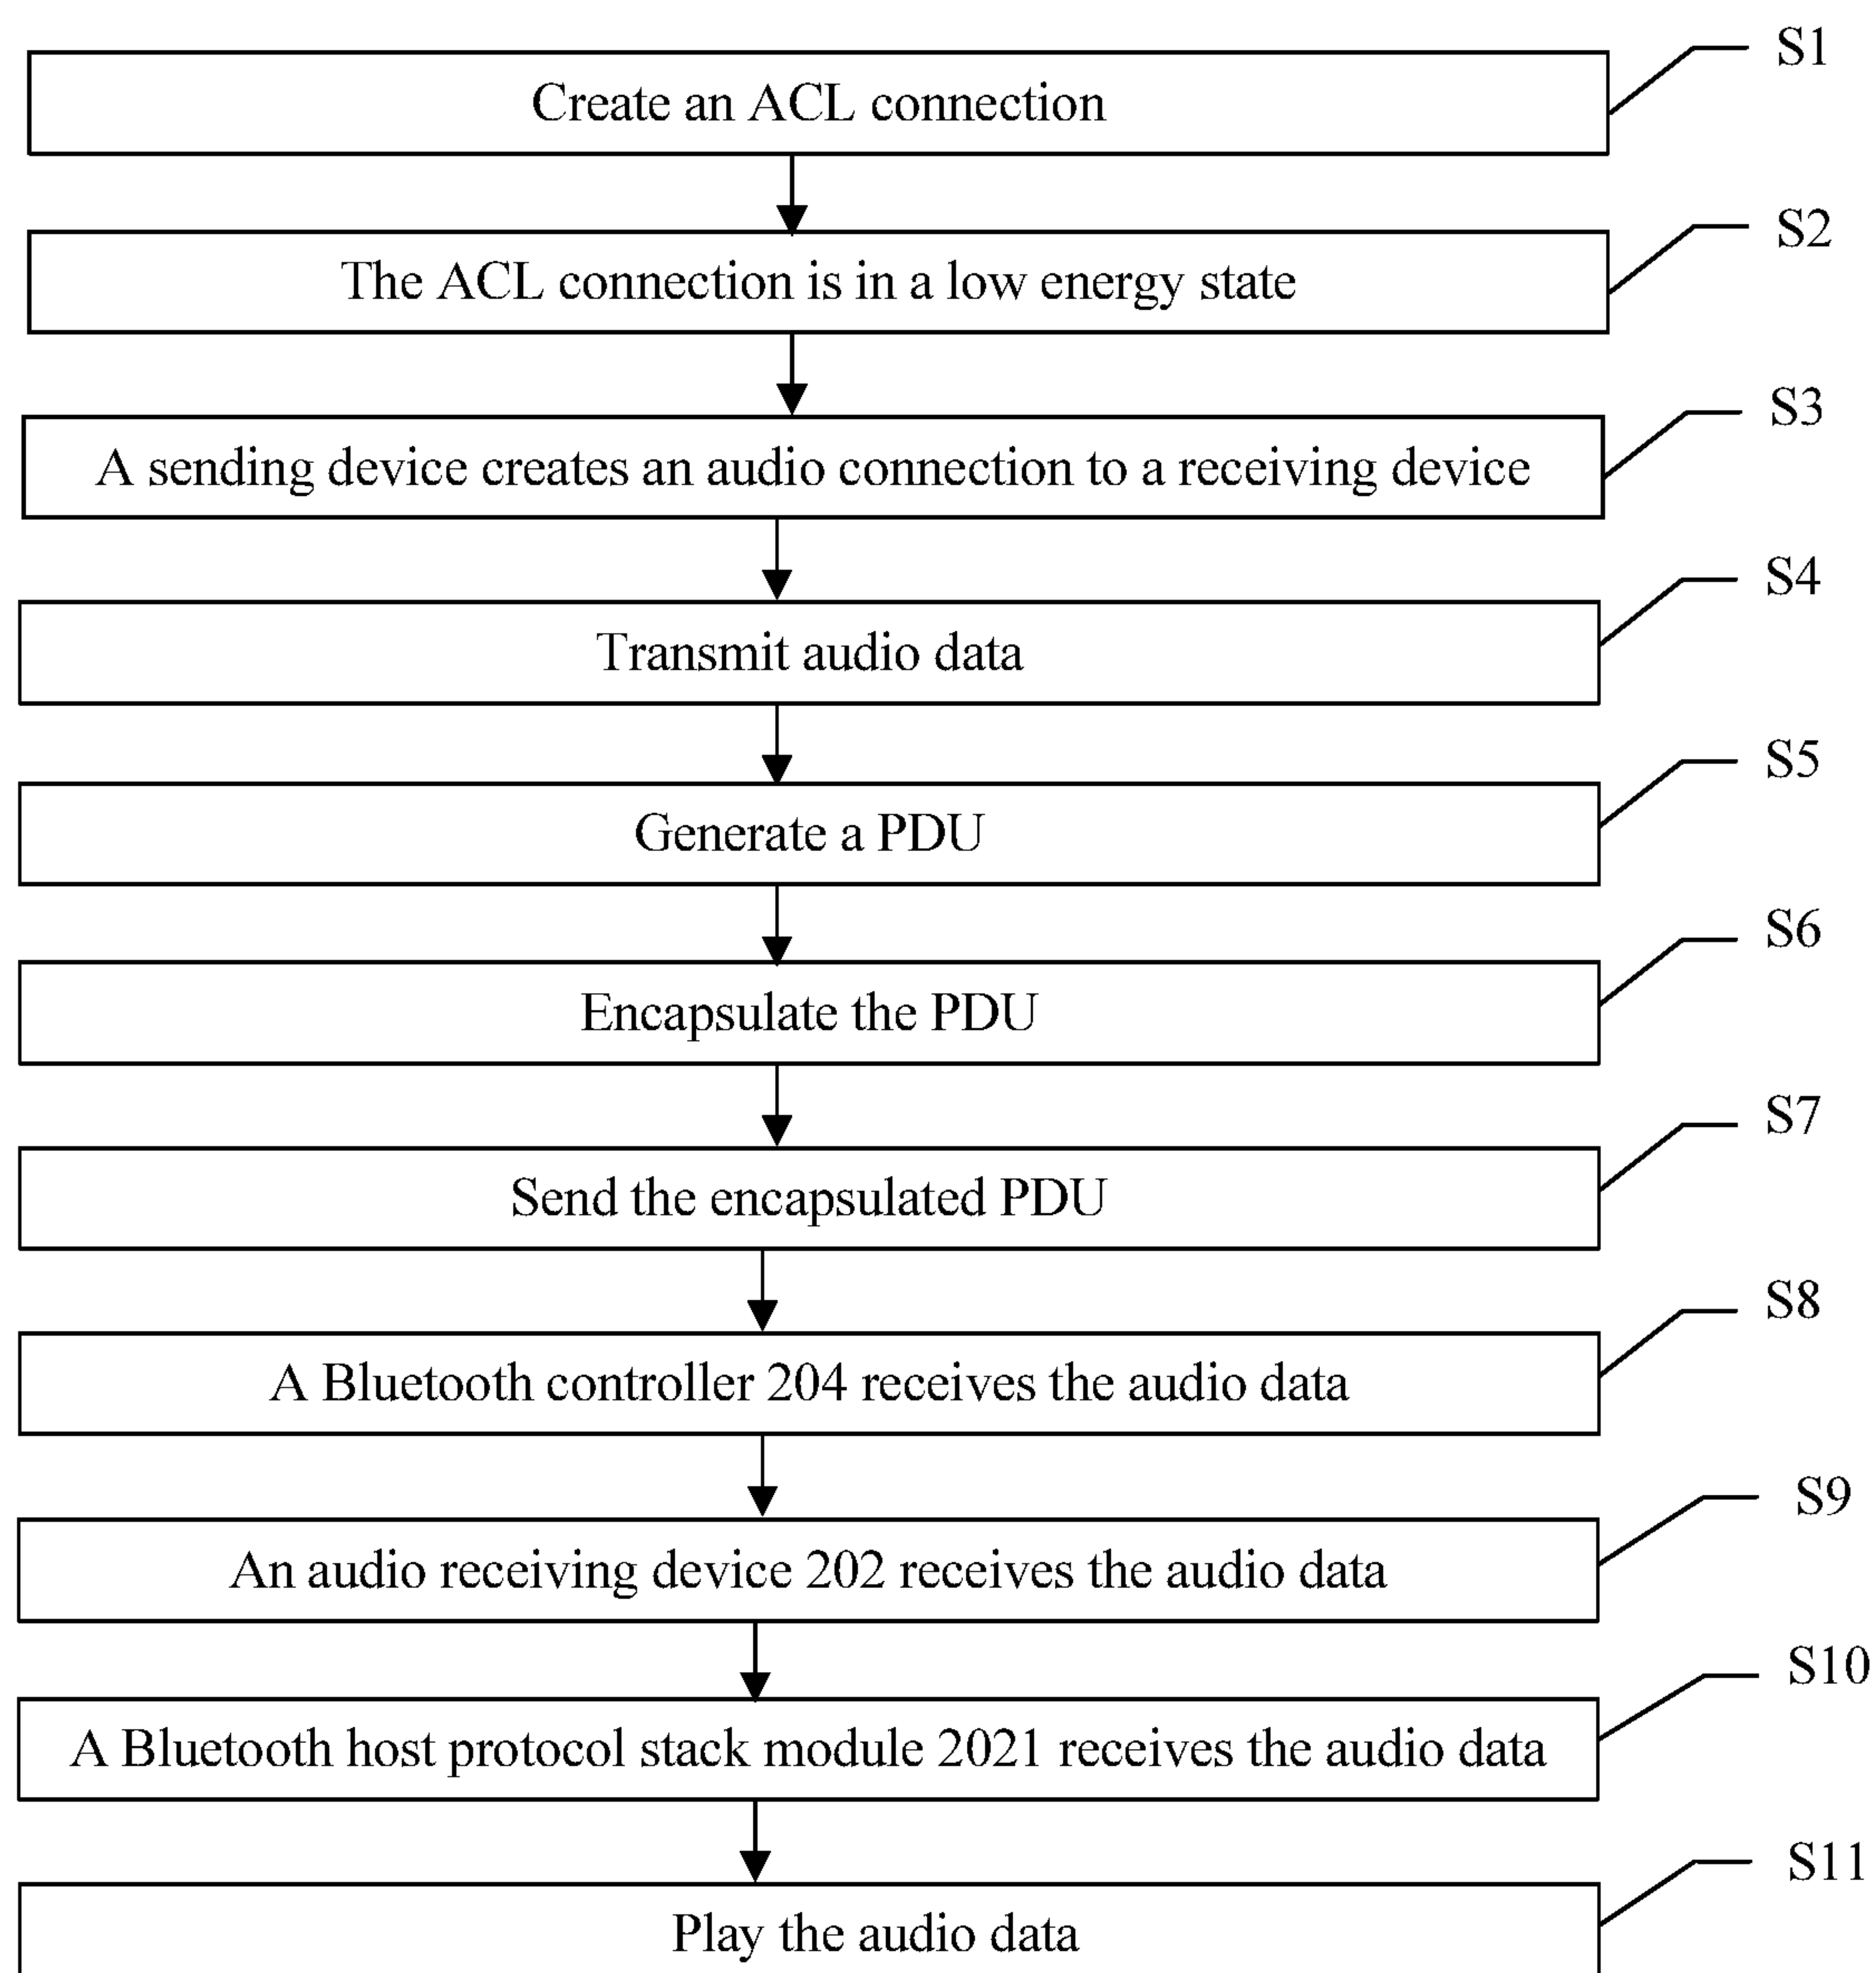 S1
Create an ACL connection
S2
The ACL connection is in a low energy state
S3
A sending device creates an audio connection to a receiving device
S4
Transmit audio data
S5
Generate a PDU
S6
Encapsulate the PDU
S7
Send the encapsulated PDU
S8
A Bluetooth controller 204 receives the audio data
S9
An audio receiving device 202 receives the audio data
S10
A Bluetooth host protocol stack module 2021 receives the audio data
S11
Play the audio data